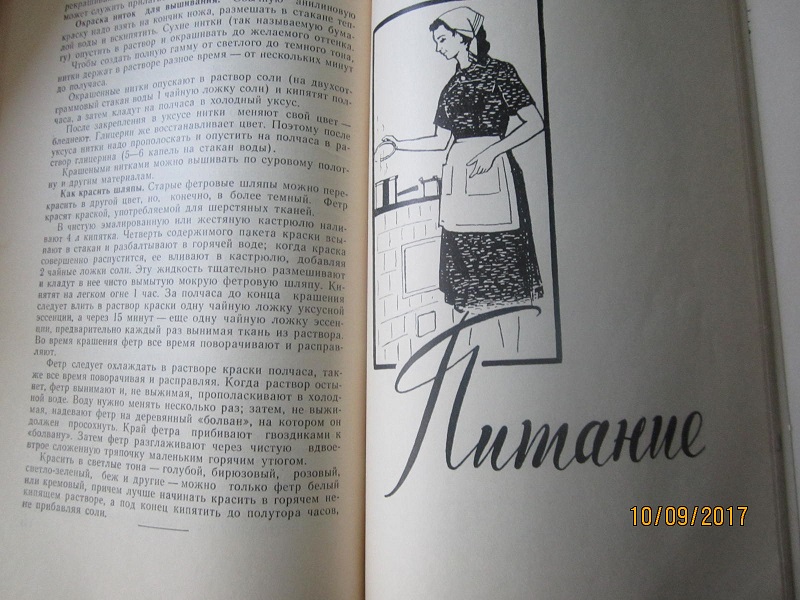 может служить
Окраска ниток для вышивания. анилиновую
краску надо взять на кончик ножа, размешать в стакане теп-
лой воды и вскипятить. Сухие нитки (так называемую бума-
гу) опустить в раствор и окрашивать до желаемого оттенка.
Чтобы создать полную гамму от светлого до темного тона,
нитки держат в растворе разное время — от нескольких минут
до получаса.
Окрашенные нитки опускают в раствор соли (на двухсот-
граммовый стакан воды 1 чайную ложку соли) и кипятят пол-
часа, а затем кладут на полчаса в холодный уксус.
После закрепления в уксусе нитки меняют свой цвет —
бледнеют. Глицерин же восстанавливает цвет. Поэтому после
уксуса нитки надо прополоскать и опустить на полчаса в ра-
створ глицерина (5—6 капель на стакан воды).
Крашеными нитками можно вышивать по суровому полот-
ну и другим материалам.
Как красить шляпы. Старые фетровые шляпы можно пере-
красить в другой цвет, но, конечно, в более темный. Фетр
красят краской, употребляемой для шерстяных тканей.
В чистую эмалированную или жестяную кастрюлю нали-
вают 4 л кипятка. Четверть содержимого пакета краски всы-
пают в стакан и разбалтывают в горячей воде; когда краска
совершенно распустится, ее вливают в кастрюлю, добавляя
2 чайные ложки соли. Эту жидкость тщательно размешивают
и кладут в нее чисто вымытую мокрую фетровую шляпу. Ки-
пятят на легком огне 1 час. За полчаса до конца крашения
следует влить в раствор краски одну чайную ложку уксусной
эссенции, а через 15 минут — еще одну чайную ложку эссен-
ции, предварительно каждый раз вынимая ткань из раствора.
Во время крашения фетр все время поворачивают и расправ-
ляют.
Фетр следует охлаждать в растворе краски полчаса, так-
же все время поворачивая и расправляя. Когда раствор осты-
нет, фетр вынимают и, не выжимая, прополаскивают в холод-
ной воде. Воду нужно менять несколько раз; затем, не выжи-
мая, надевают фетр на деревянный «болван», на котором он
должен просохнуть. Край фетра прибивают гвоздиками к
«болвану». Затем фетр разглаживают через чистую вдвое-
втрое сложенную тряпочку маленьким горячим утюгом.
Красить в светлые тона — голубой, бирюзовый, розовый,
светло-зеленый, беж и другие — можно только фетр белый
или кремовый, причем лучше начинать красить в горячем не-
кипящем растворе, а под конец кипятить до полутора часов,
не прибавляя соли.
Питание
10/09/2017